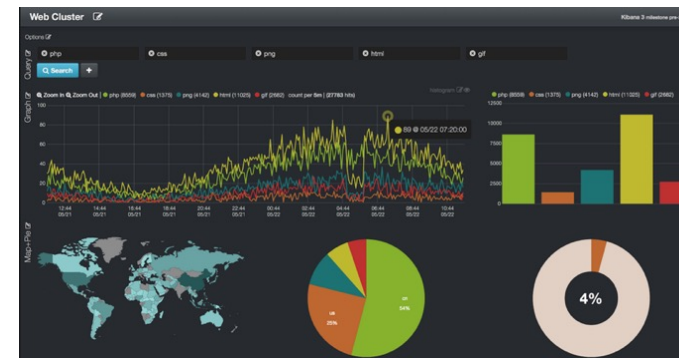 Web Cluster
Kibana 3 milestone pre-
Options
Query
php
css
png
html
gif
Search +
Graph
Zoom In Zoom Out | php (8559) css (1375) png (4142) html (11025) gif (2682) count per 5m | (27783 hits)
histogram
php (8559) css (1375) png (4142) html (11025) gif (2682)
100
80
60
40
20
0
89 @ 05/22 07:20:00
12:44 14:44 16:44 18:44 20:44 22:44 00:44 02:44 04:44 06:44 08:44 10:44
05/21 05/21 05/21 05/21 05/21 05/21 05/22 05/22 05/22 05/22 05/22 05/22
12500
10000
7500
5000
2500
0
Map+Pie
54%
25%
4%